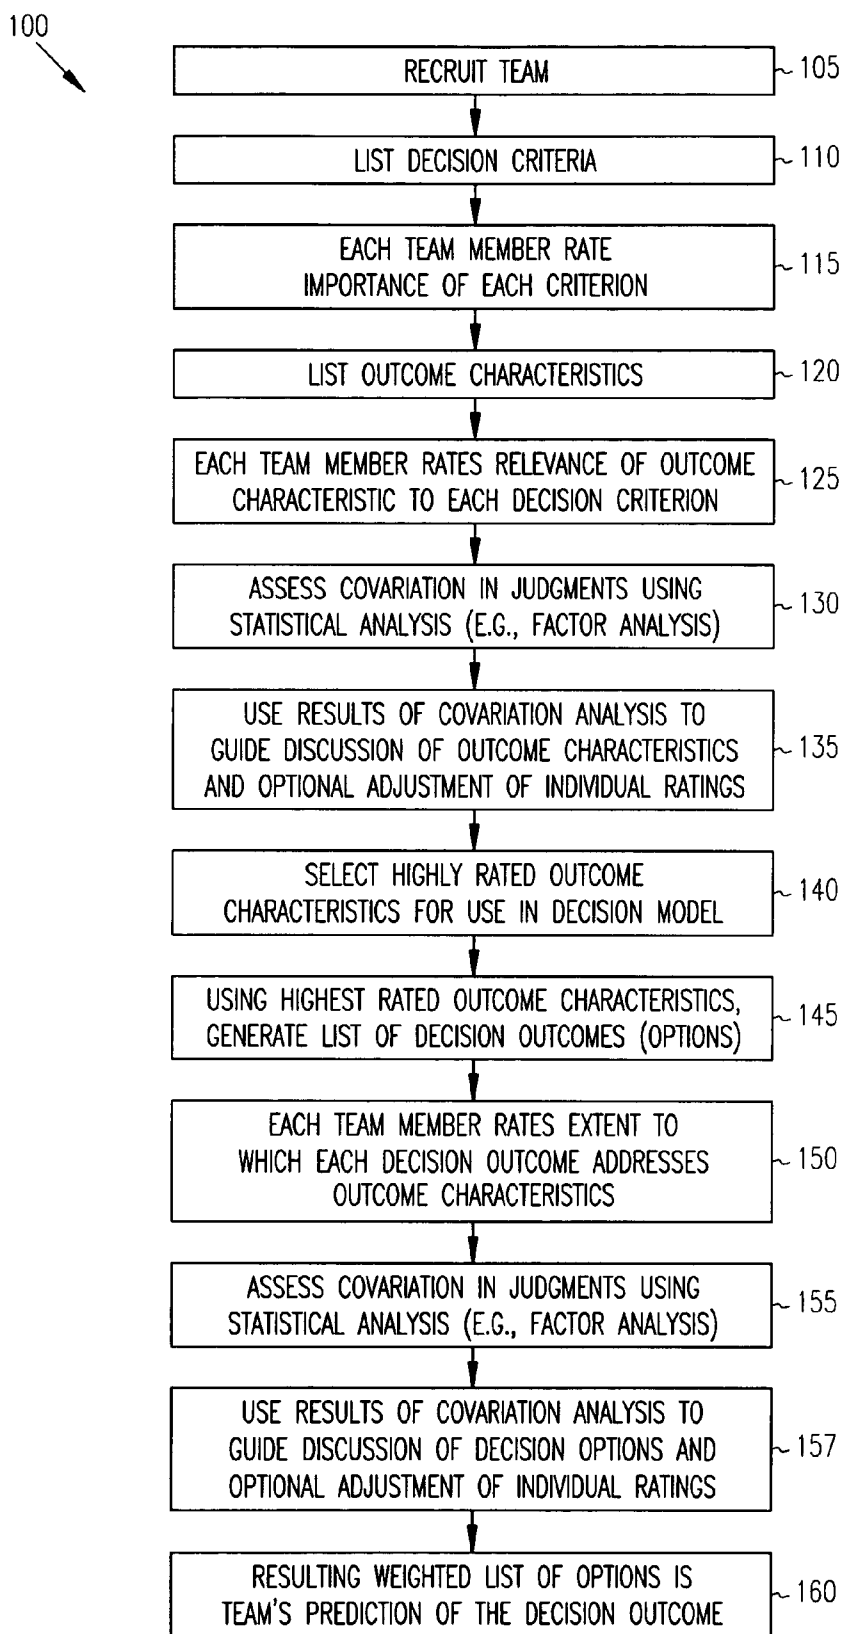 100
RECRUIT TEAM
105
LIST DECISION CRITERIA
110
EACH TEAM MEMBER RATE
IMPORTANCE OF EACH CRITERION
115
LIST OUTCOME CHARACTERISTICS
120
EACH TEAM MEMBER RATES RELEVANCE OF OUTCOME
CHARACTERISTIC TO EACH DECISION CRITERION
125
ASSESS COVARIATION IN JUDGMENTS USING
STATISTICAL ANALYSIS (E.G., FACTOR ANALYSIS)
130
USE RESULTS OF COVARIATION ANALYSIS TO
GUIDE DISCUSSION OF OUTCOME CHARACTERISTICS
AND OPTIONAL ADJUSTMENT OF INDIVIDUAL RATINGS
135
SELECT HIGHLY RATED OUTCOME
CHARACTERISTICS FOR USE IN DECISION MODEL
140
USING HIGHEST RATED OUTCOME CHARACTERISTICS,
GENERATE LIST OF DECISION OUTCOMES (OPTIONS)
145
EACH TEAM MEMBER RATES EXTENT TO
WHICH EACH DECISION OUTCOME ADDRESSES
OUTCOME CHARACTERISTICS
150
ASSESS COVARIATION IN JUDGMENTS USING
STATISTICAL ANALYSIS (E.G., FACTOR ANALYSIS)
155
USE RESULTS OF COVARIATION ANALYSIS TO
GUIDE DISCUSSION OF DECISION OPTIONS AND
OPTIONAL ADJUSTMENT OF INDIVIDUAL RATINGS
157
RESULTING WEIGHTED LIST OF OPTIONS IS
TEAM'S PREDICTION OF THE DECISION OUTCOME
160